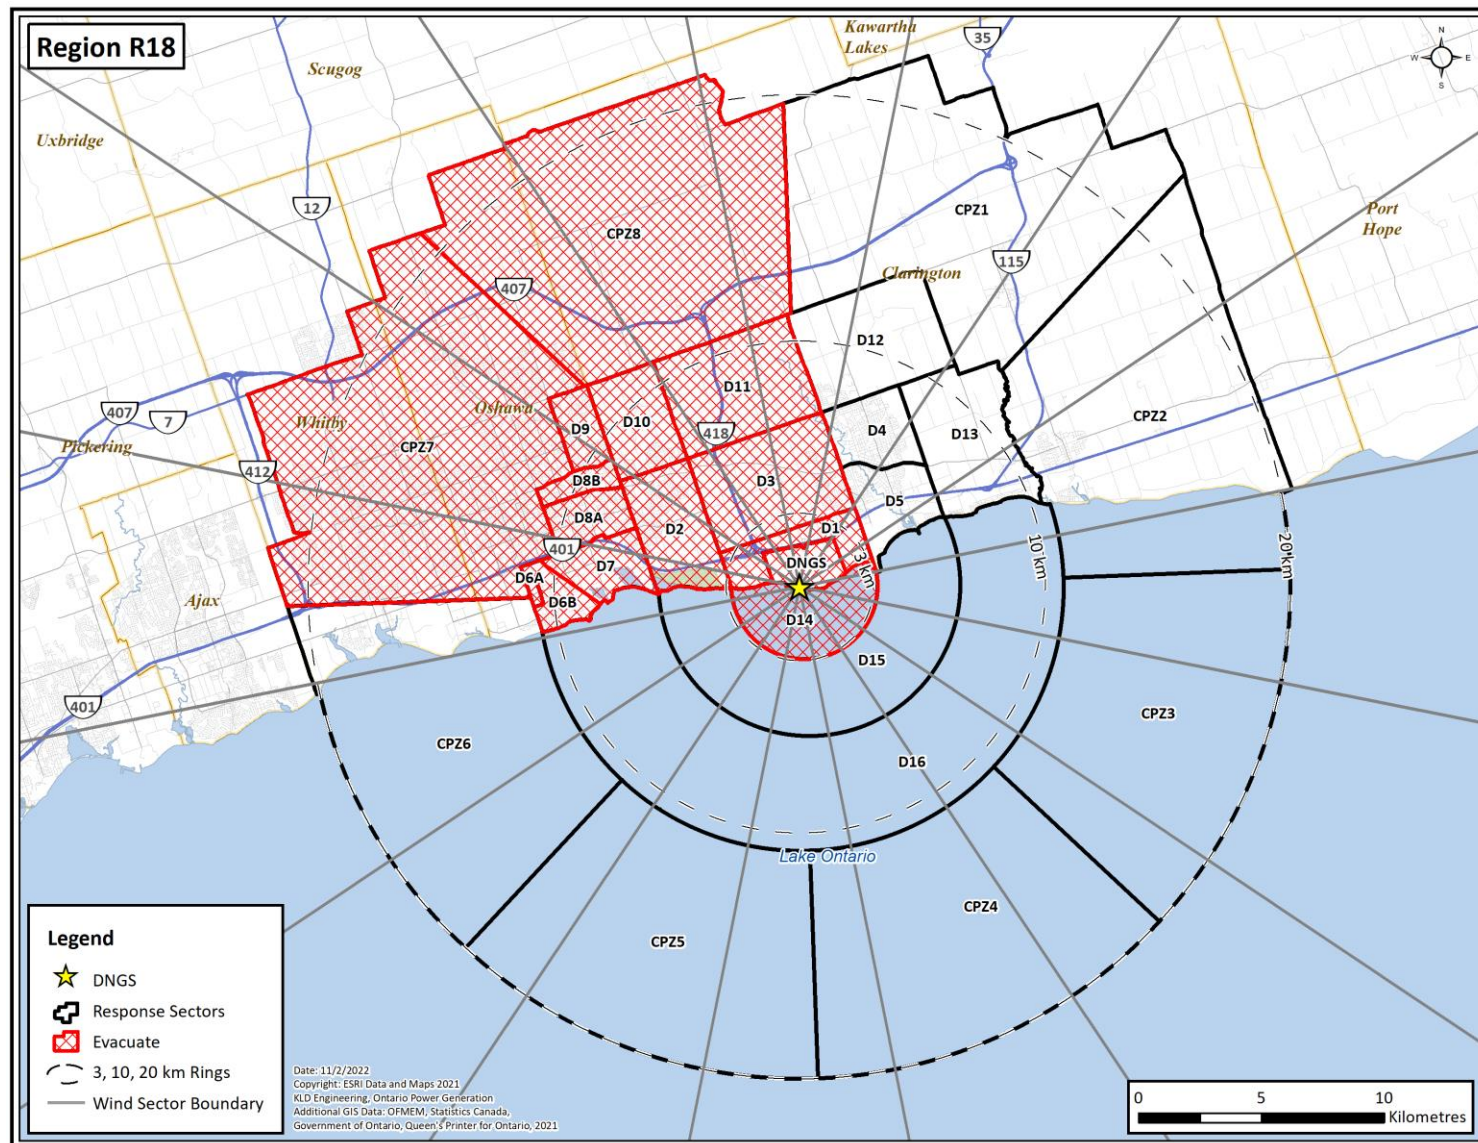 Region R18
Kawartha
Lakes
35
N
W
E
S
Scugog
Uxbridge
12
CPZ1
Port
Hope
CPZ8
115
Clarington
407
D12
D11
407
7
Whitby
Oshawa
D9
D10
418
D4
D13
CPZ2
Pickering
CPZ7
412
D8B
D3
D5
D8A
D2
D1
401
DNGS
3 km
10 km
20 km
D7
D6A
D6B
Ajax
D14
D15
401
CPZ6
CPZ3
D16
Lake Ontario
CPZ4
CPZ5
Legend
DNGS
Response Sectors
Evacuate
3, 10, 20 km Rings
Wind Sector Boundary
Date: 11/2/2022
Copyright: ESRI Data and Maps 2021
KLD Engineering, Ontario Power Generation
Additional GIS Data: OFMEM, Statistics Canada,
Government of Ontario, Queen's Printer for Ontario, 2021
0 5 10
Kilometres